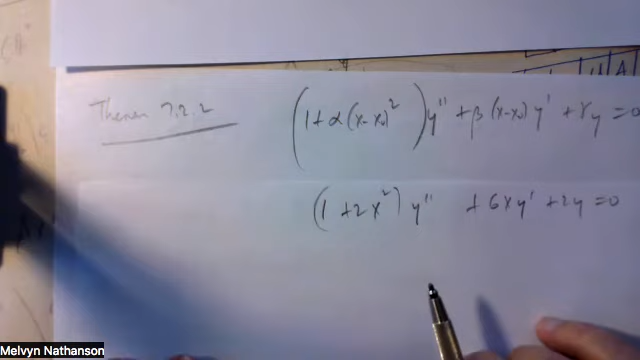 Theorem 7.2.2 (1+α(x-x₀)²)y'' + β(x-x₀)y' + γy = 0
(1+2x²)y'' + 6xy' + 2y = 0
Melvyn Nathanson